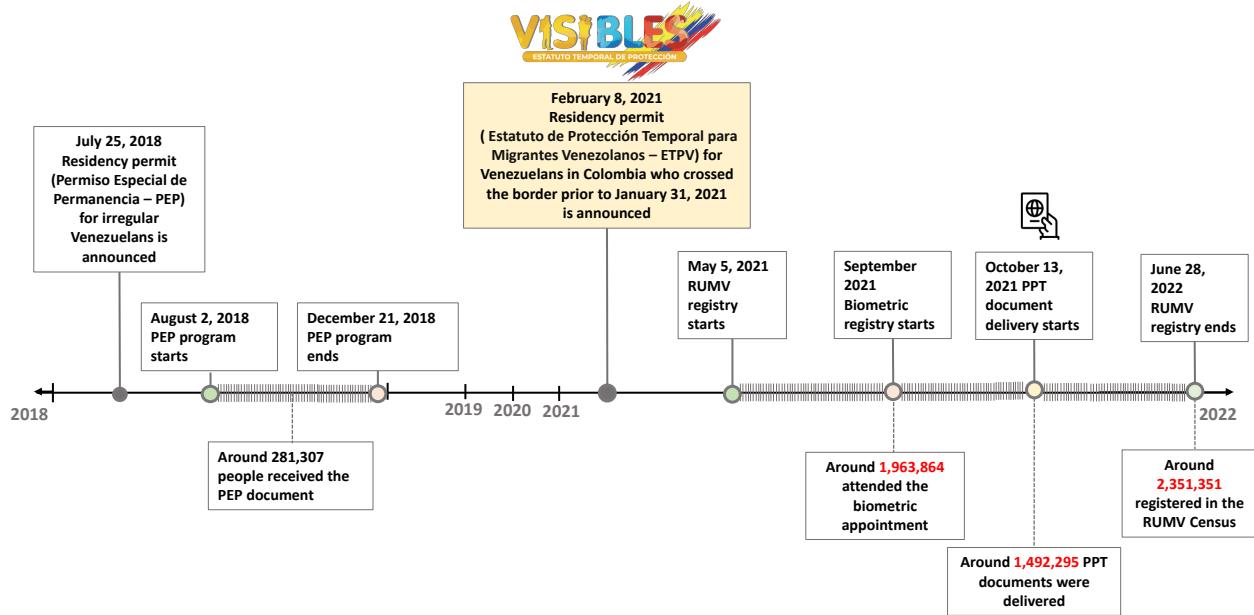 VISIBLES
ESTATUTO TEMPORAL DE PROTECCIÓN
July 25, 2018
Residency permit
(Permiso Especial de
Permanencia – PEP)
for irregular
Venezuelans is
announced
February 8, 2021
Residency permit
( Estatuto de Protección Temporal para
Migrantes Venezolanos – ETPV) for
Venezuelans in Colombia who crossed
the border prior to January 31, 2021
is announced
August 2, 2018
PEP program
starts
December 21, 2018
PEP program
ends
May 5, 2021
RUMV
registry
starts
September
2021
Biometric
registry starts
October 13,
2021 PPT
document
delivery starts
June 28,
2022
RUMV
registry ends
2018
2019
2020
2021
2022
Around 281,307
people received the
PEP document
Around 1,963,864
attended the
biometric
appointment
Around 1,492,295 PPT
documents were
delivered
Around
2,351,351
registered in the
RUMV Census